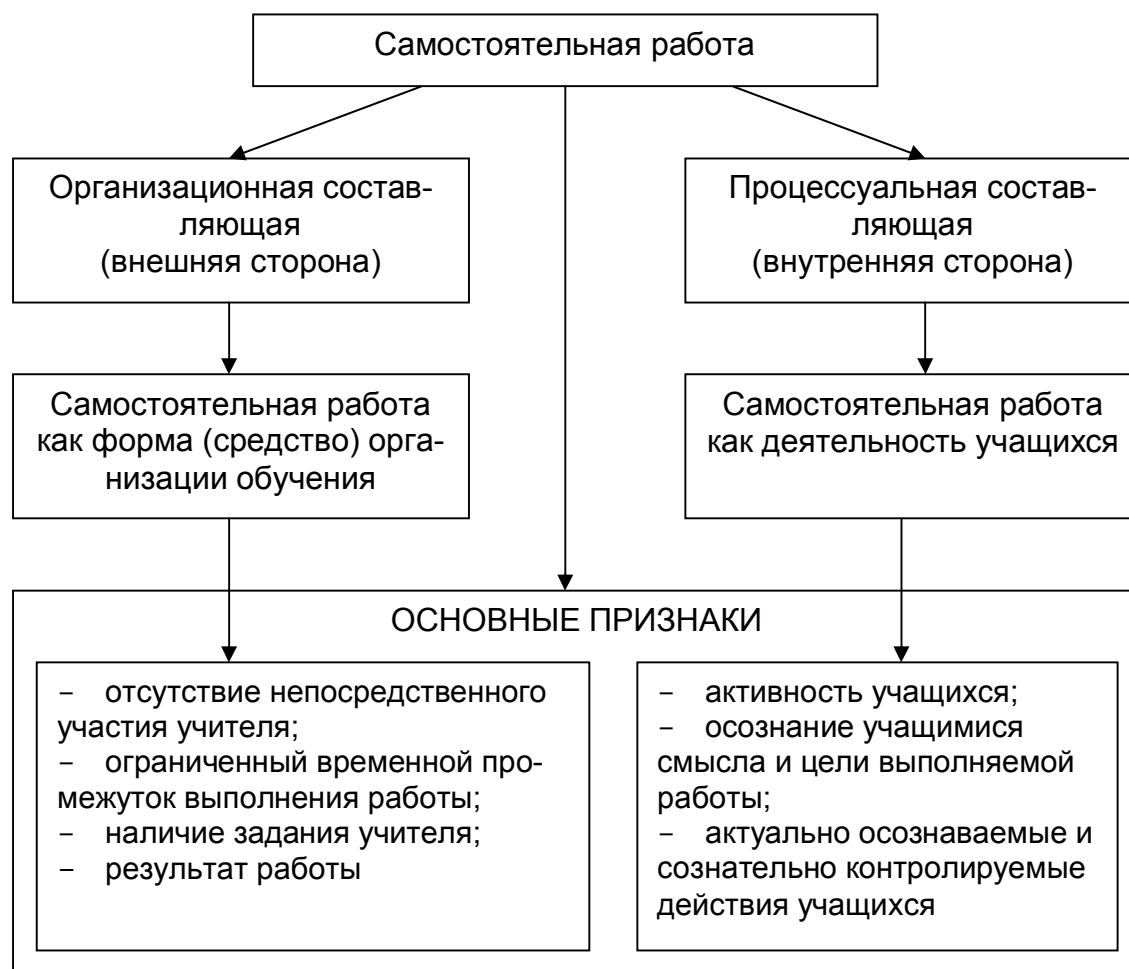 Самостоятельная работа
Организационная состав-
ляющая
(внешняя сторона)
Процессуальная состав-
ляющая
(внутренняя сторона)
Самостоятельная работа
как форма (средство) орга-
низации обучения
Самостоятельная работа
как деятельность учащихся
ОСНОВНЫЕ ПРИЗНАКИ
– отсутствие непосредственного
участия учителя;
– ограниченный временной про-
межуток выполнения работы;
– наличие задания учителя;
– результат работы
– активность учащихся;
– осознание учащимися
смысла и цели выполняемой
работы;
– актуально осознаваемые и
сознательно контролируемые
действия учащихся